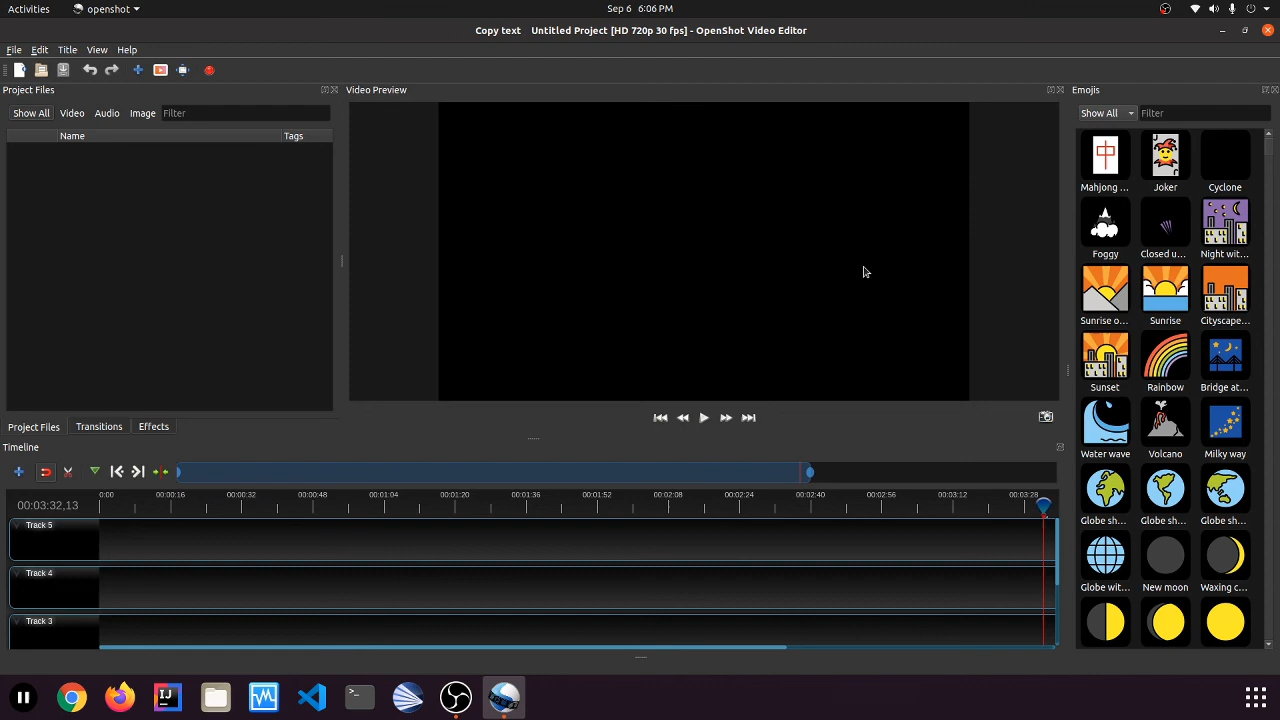 Activities openshot Sep 6 6:06 PM
Copy text Untitled Project [HD 720p 30 fps] - OpenShot Video Editor
File Edit Title View Help
Project Files Video Preview Emojis
Show All Video Audio Image Filter Show All Filter
Name Tags
Mahjong ... Joker Cyclone
Foggy Closed u... Night wit...
Sunrise o... Sunrise Cityscape...
Sunset Rainbow Bridge at...
Project Files Transitions Effects
Timeline
Water wave Volcano Milky way
00:03:32,13 0:00 00:00:16 00:00:32 00:00:48 00:01:04 00:01:20 00:01:36 00:01:52 00:02:08 00:02:24 00:02:40 00:02:56 00:03:12 00:03:28
Globe sh... Globe sh... Globe sh...
Track 5
Track 4
Globe wit... New moon Waxing c...
Track 3